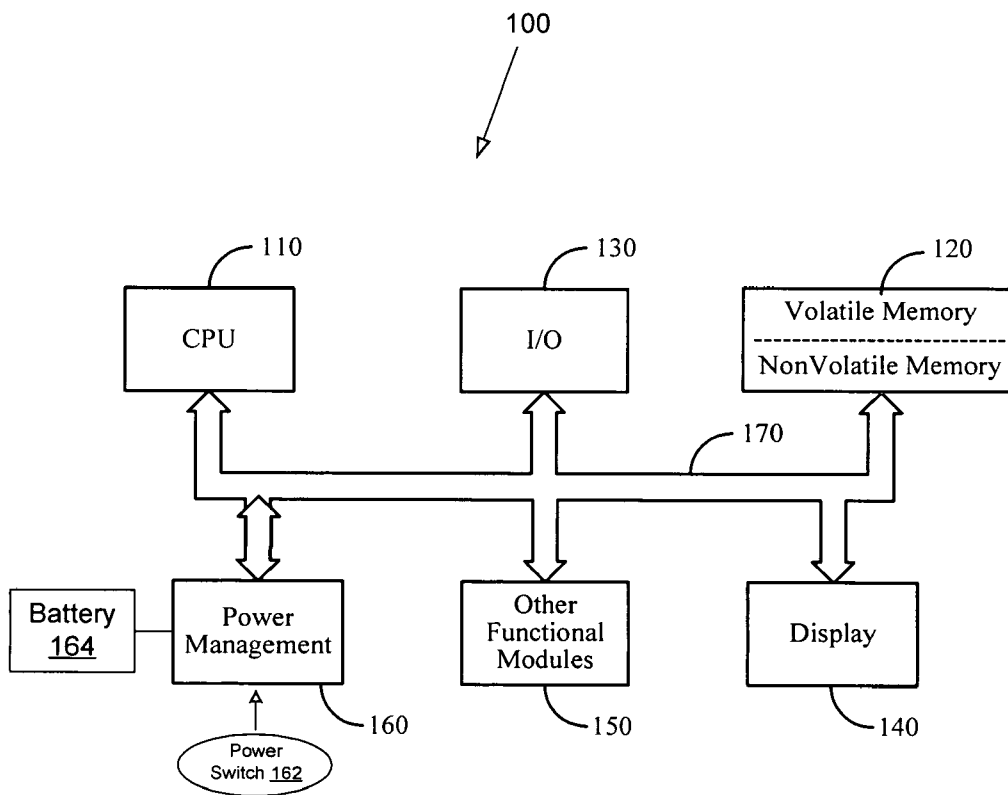 100
110
130
120
CPU
I/O
Volatile Memory
NonVolatile Memory
170
Battery
164
Power
Management
Other
Functional
Modules
Display
160
150
140
Power
Switch 162